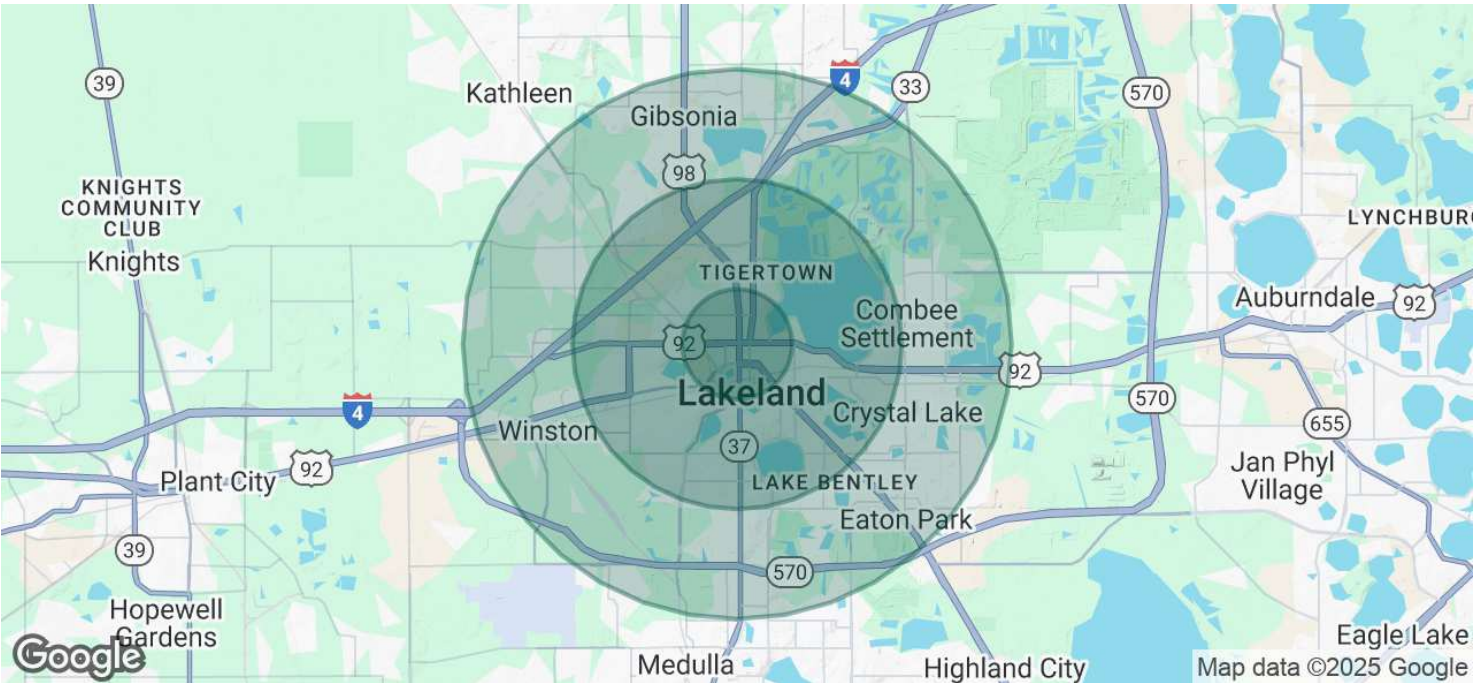 4
33
39
570
Kathleen
Gibsonia
98
KNIGHTS
COMMUNITY
CLUB
Knights
TIGERTOWN
Combee
Settlement
Auburndale
92
92
92
Lakeland
Crystal Lake
570
4
Winston
37
655
92
Plant City
LAKE BENTLEY
Jan Phyl
Village
Eaton Park
39
570
Hopewell
Gardens
Eagle Lake
Google
Medulla
Highland City
Map data ©2025 Google